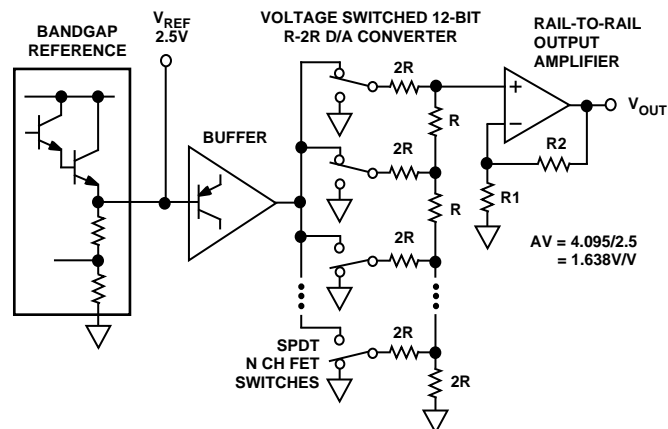 BANDGAP
REFERENCE
VREF
2.5V
VOLTAGE SWITCHED 12-BIT
R-2R D/A CONVERTER
RAIL-TO-RAIL
OUTPUT
AMPLIFIER
BUFFER
2R
R
2R
R
2R
2R
2R
SPDT
N CH FET
SWITCHES
+
–
VOUT
R2
R1
AV = 4.095/2.5
= 1.638V/V